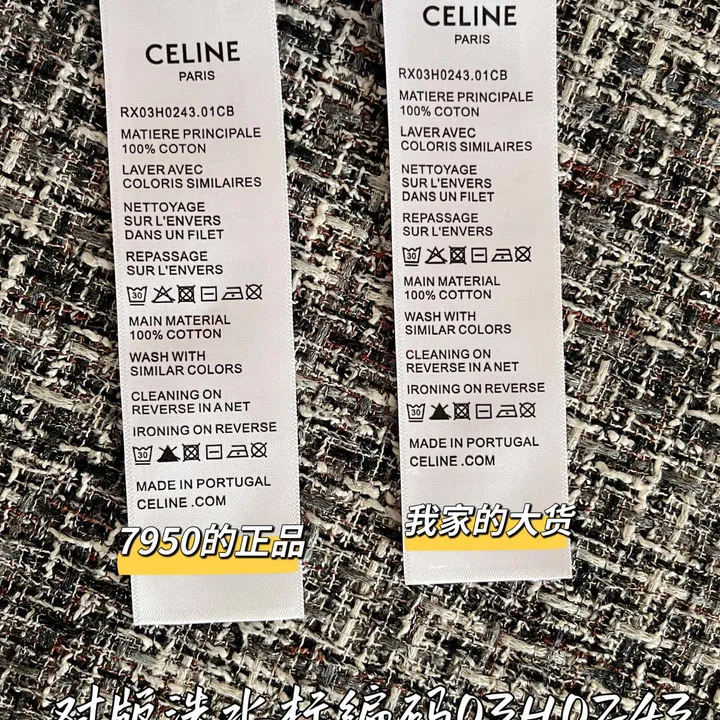 CELINE
PARIS
RX03H0243.01CB
MATIERE PRINCIPALE
100% COTON
LAVER AVEC
COLORIS SIMILAIRES
NETTOYAGE
SUR L'ENVERS
DANS UN FILET
REPASSAGE
SUR L'ENVERS
30
MAIN MATERIAL
100% COTTON
WASH WITH
SIMILAR COLORS
CLEANING ON
REVERSE IN A NET
IRONING ON REVERSE
30
MADE IN PORTUGAL
CELINE .COM
7950的正品
CELINE
PARIS
RX03H0243.01CB
MATIERE PRINCIPALE
100% COTON
LAVER AVEC
COLORIS SIMILAIRES
NETTOYAGE
SUR L'ENVERS
DANS UN FILET
REPASSAGE
SUR L'ENVERS
30
MAIN MATERIAL
100% COTTON
WASH WITH
SIMILAR COLORS
CLEANING ON
REVERSE IN A NET
IRONING ON REVERSE
30
MADE IN PORTUGAL
CELINE .COM
我家的大货
对版洗水标编码03H0243